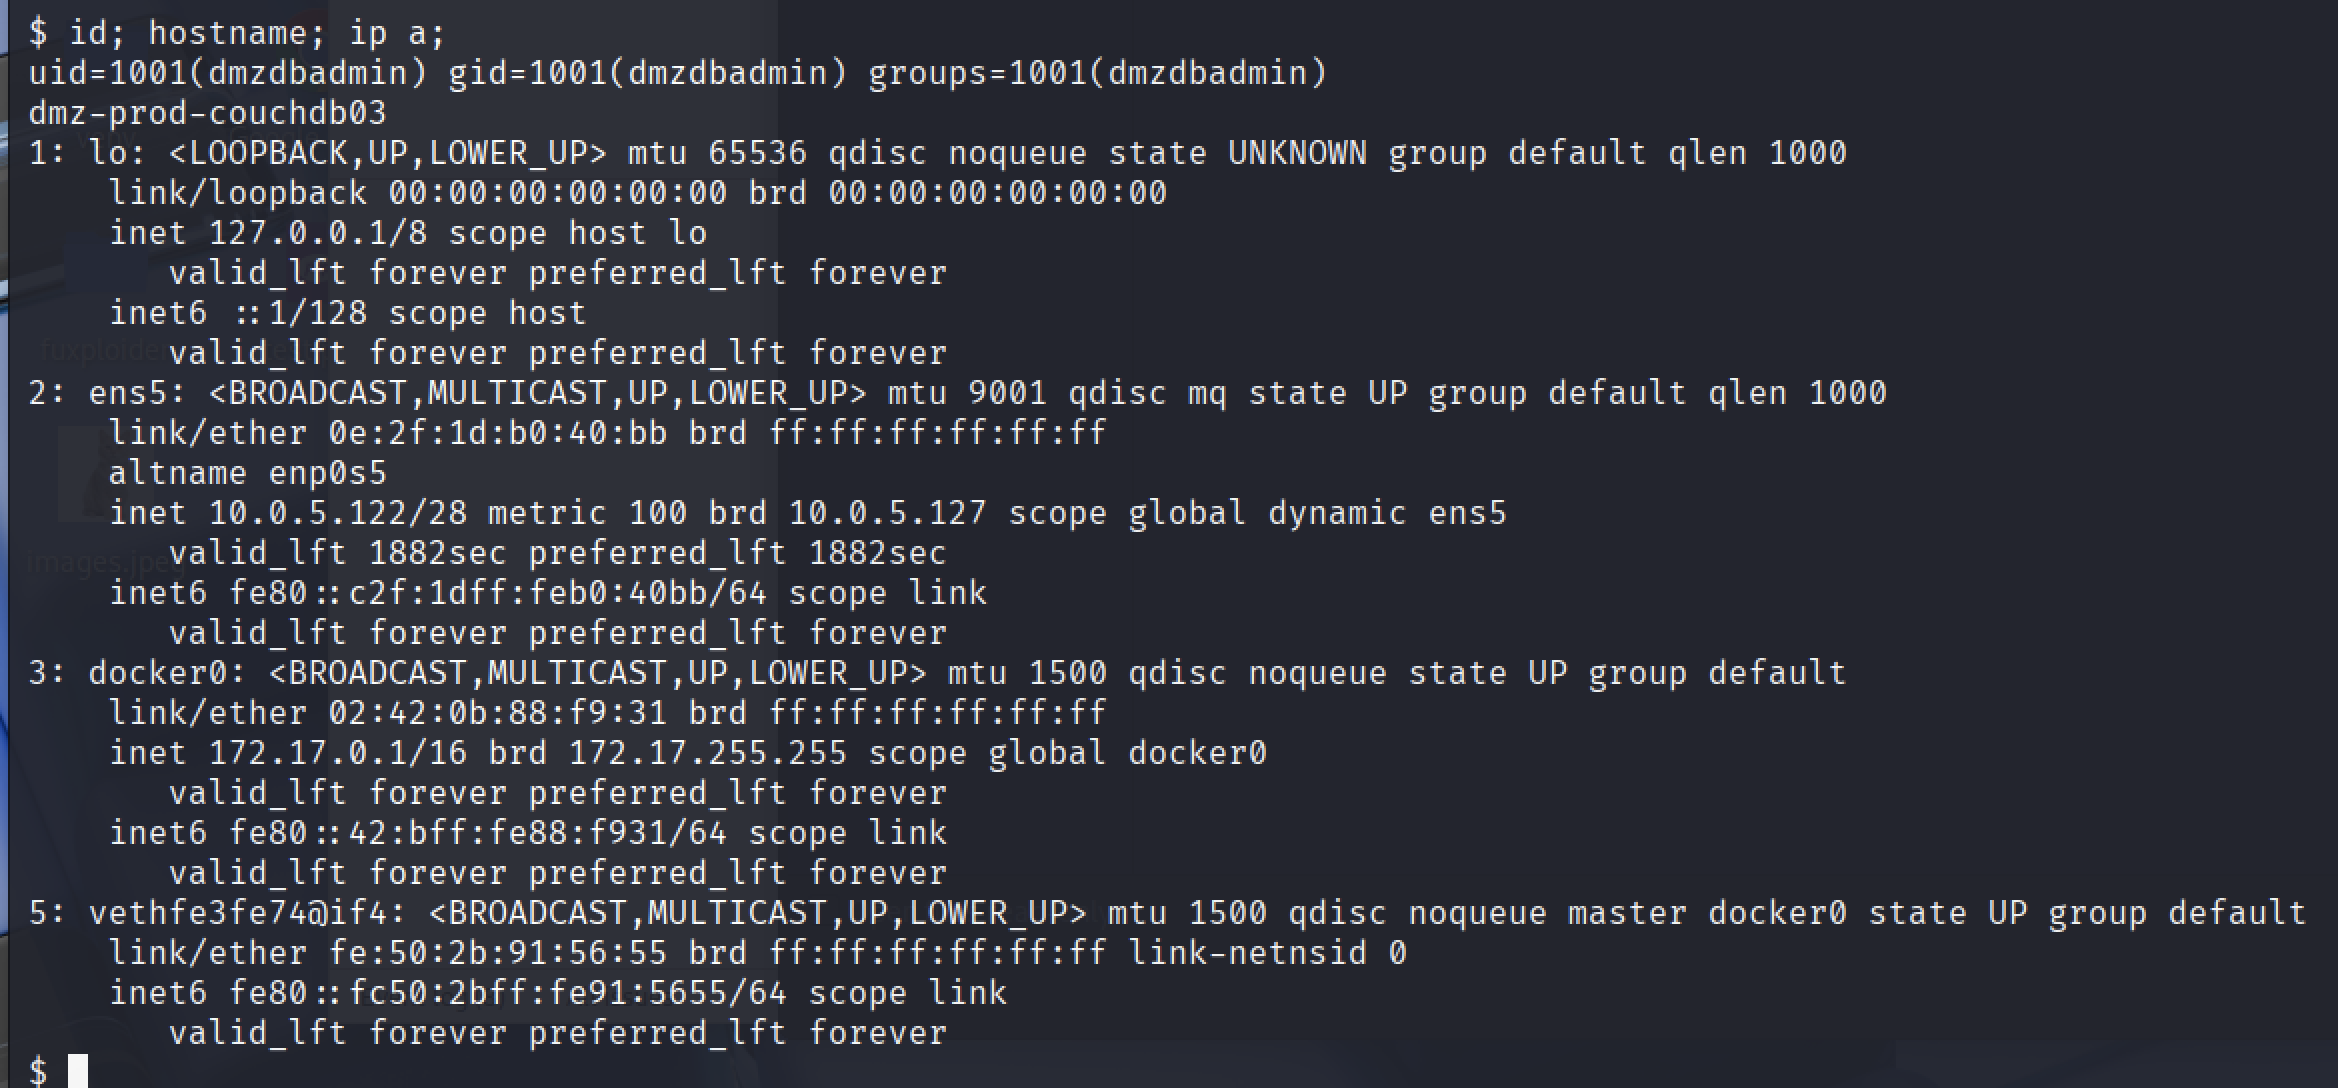 $ id; hostname; ip a;
uid=1001(dmzdbadmin) gid=1001(dmzdbadmin) groups=1001(dmzdbadmin)
dmz-prod-couchdb03
1: lo: <LOOPBACK,UP,LOWER_UP> mtu 65536 qdisc noqueue state UNKNOWN group default qlen 1000
    link/loopback 00:00:00:00:00:00 brd 00:00:00:00:00:00
    inet 127.0.0.1/8 scope host lo
       valid_lft forever preferred_lft forever
    inet6 ::1/128 scope host
       valid_lft forever preferred_lft forever
2: ens5: <BROADCAST,MULTICAST,UP,LOWER_UP> mtu 9001 qdisc mq state UP group default qlen 1000
    link/ether 0e:2f:1d:b0:40:bb brd ff:ff:ff:ff:ff:ff
    altname enp0s5
    inet 10.0.5.122/28 metric 100 brd 10.0.5.127 scope global dynamic ens5
       valid_lft 1882sec preferred_lft 1882sec
    inet6 fe80::c2f:1dff:feb0:40bb/64 scope link
       valid_lft forever preferred_lft forever
3: docker0: <BROADCAST,MULTICAST,UP,LOWER_UP> mtu 1500 qdisc noqueue state UP group default
    link/ether 02:42:0b:88:f9:31 brd ff:ff:ff:ff:ff:ff
    inet 172.17.0.1/16 brd 172.17.255.255 scope global docker0
       valid_lft forever preferred_lft forever
    inet6 fe80::42:bff:fe88:f931/64 scope link
       valid_lft forever preferred_lft forever
5: vethfe3fe74@if4: <BROADCAST,MULTICAST,UP,LOWER_UP> mtu 1500 qdisc noqueue master docker0 state UP group default
    link/ether fe:50:2b:91:56:55 brd ff:ff:ff:ff:ff:ff link-netnsid 0
    inet6 fe80::fc50:2bff:fe91:5655/64 scope link
       valid_lft forever preferred_lft forever
$